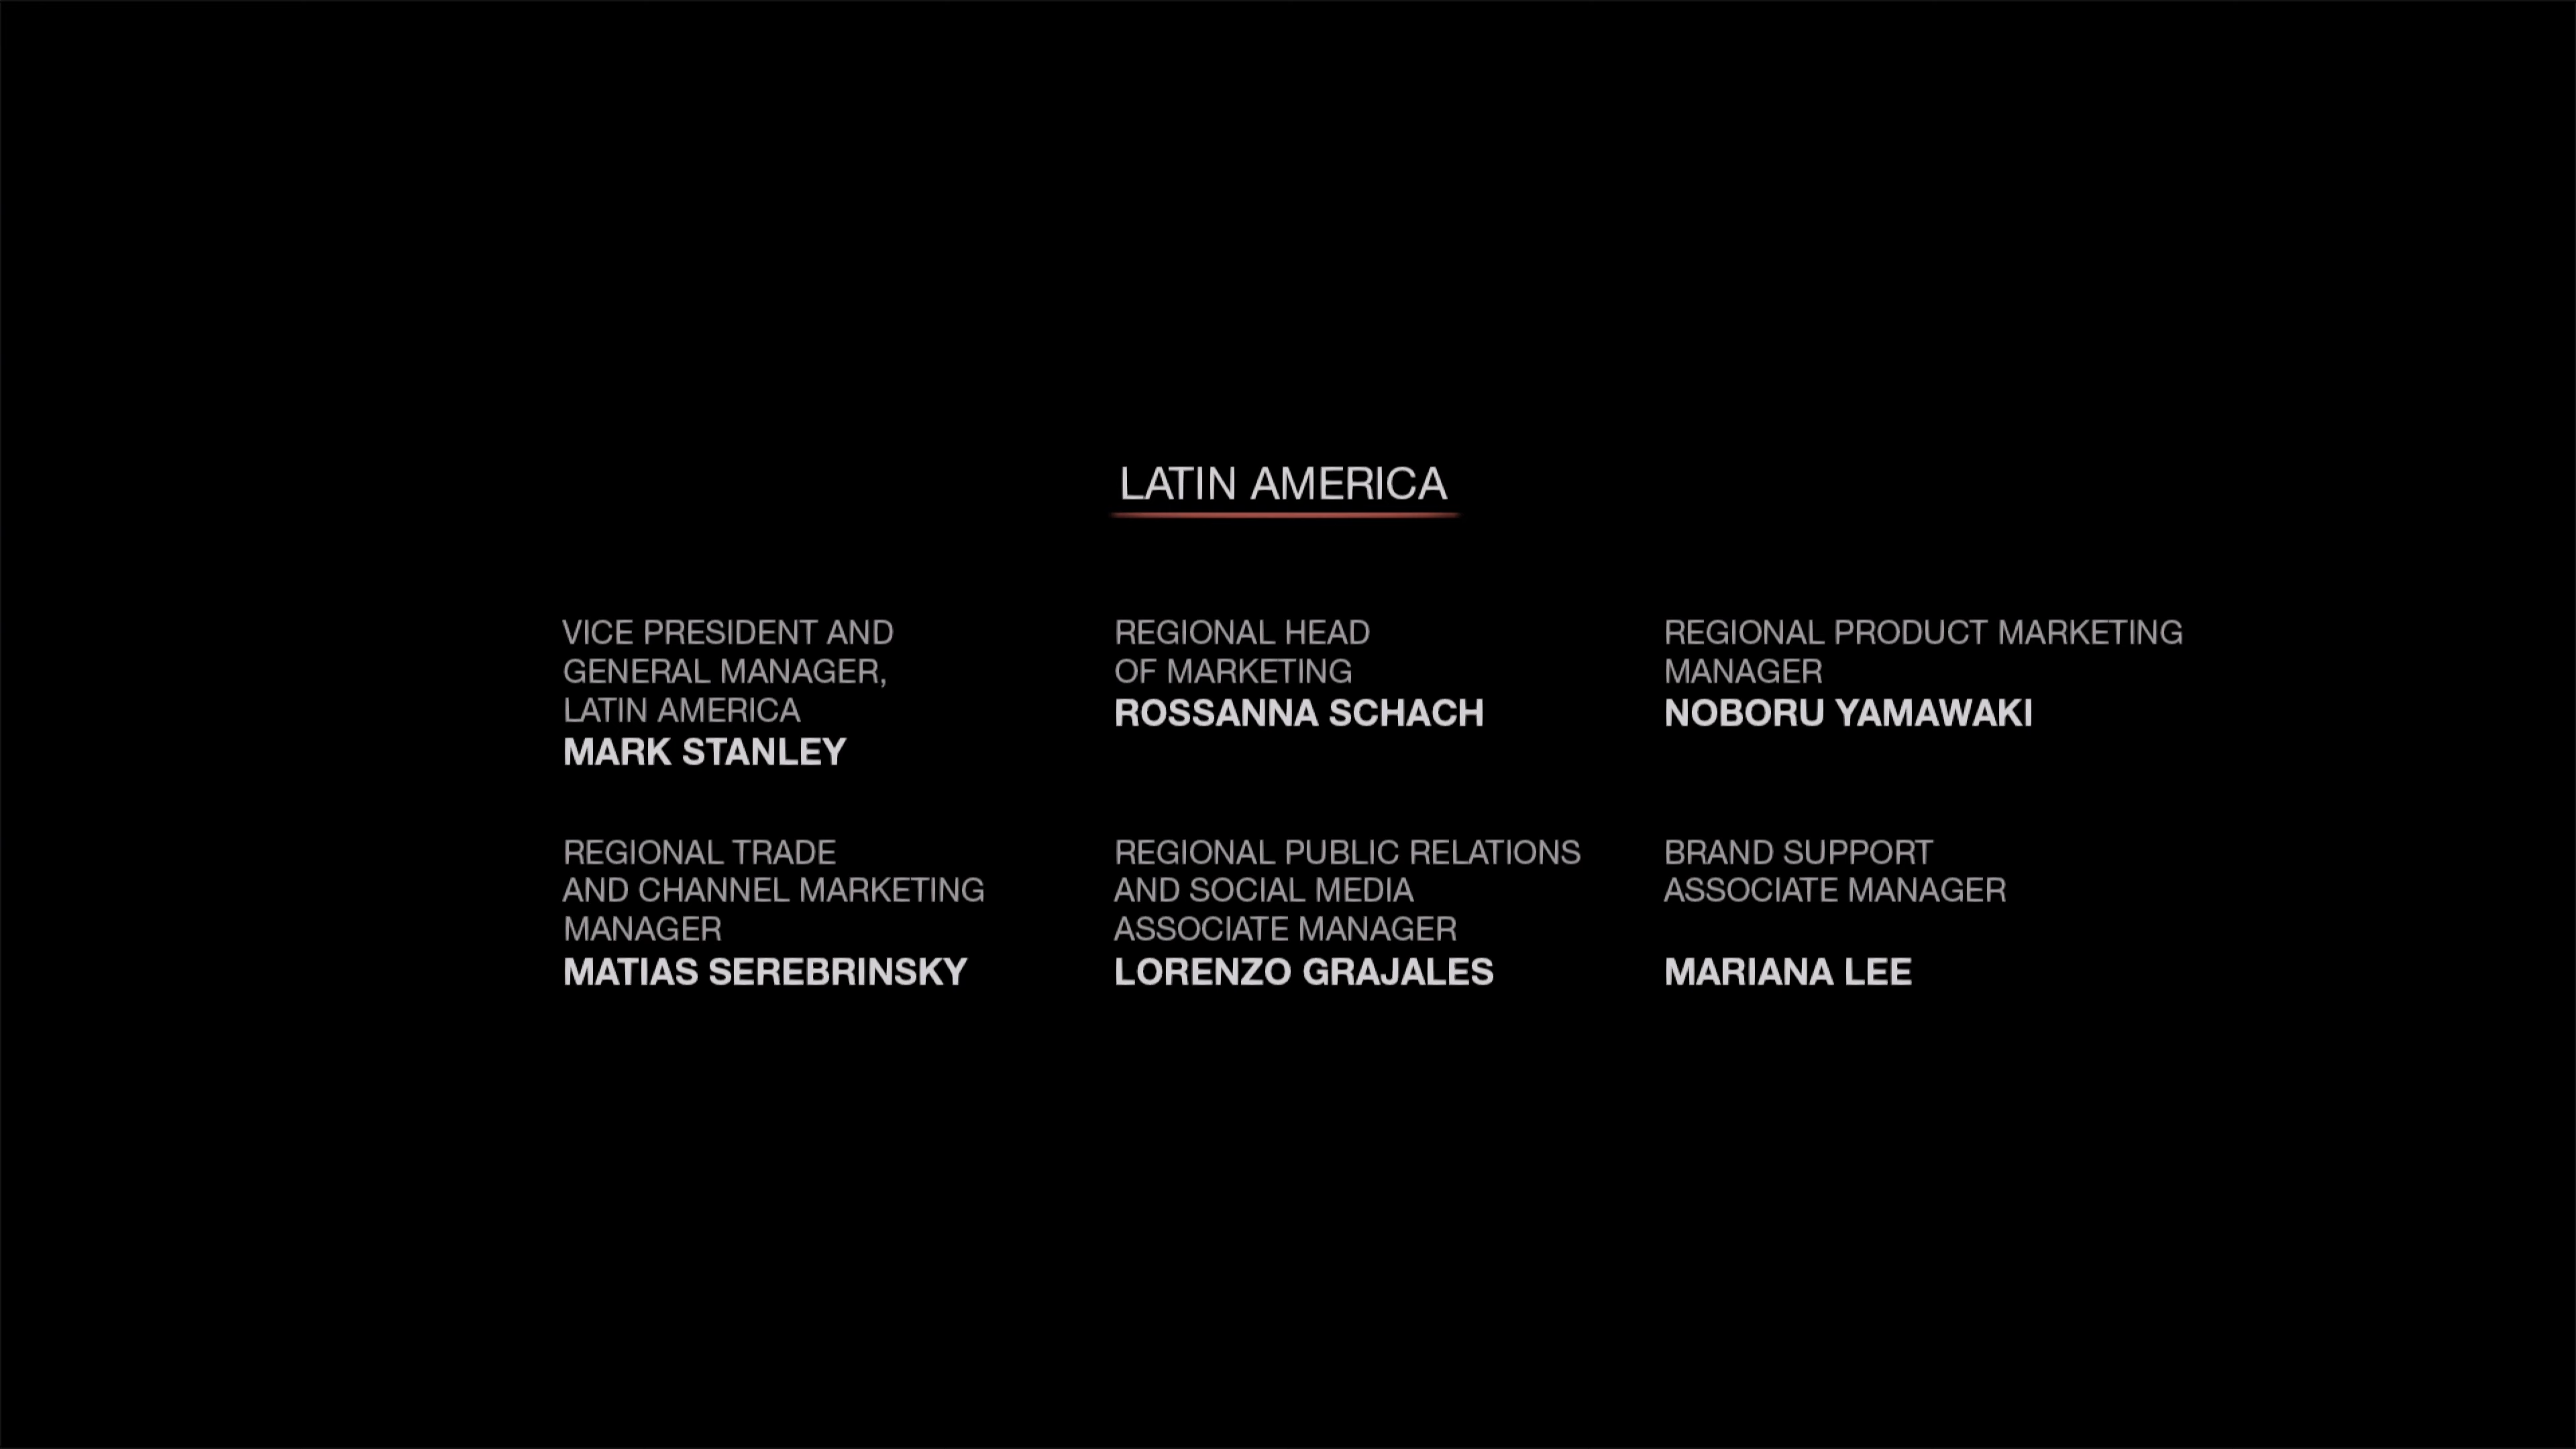 LATIN AMERICA
VICE PRESIDENT AND
GENERAL MANAGER,
LATIN AMERICA
MARK STANLEY
REGIONAL HEAD
OF MARKETING
ROSSANNA SCHACH
REGIONAL PRODUCT MARKETING
MANAGER
NOBORU YAMAWAKI
REGIONAL TRADE
AND CHANNEL MARKETING
MANAGER
MATIAS SEREBRINSKY
REGIONAL PUBLIC RELATIONS
AND SOCIAL MEDIA
ASSOCIATE MANAGER
LORENZO GRAJALES
BRAND SUPPORT
ASSOCIATE MANAGER
MARIANA LEE